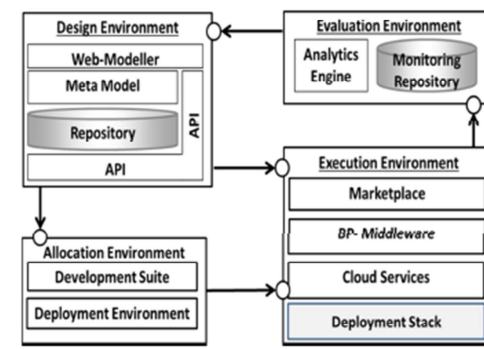 Design Environment
Web-Modeller
Meta Model
Repository
API
API
Evaluation Environment
Analytics
Engine
Monitoring
Repository
Allocation Environment
Development Suite
Deployment Environment
Execution Environment
Marketplace
BP- Middleware
Cloud Services
Deployment Stack